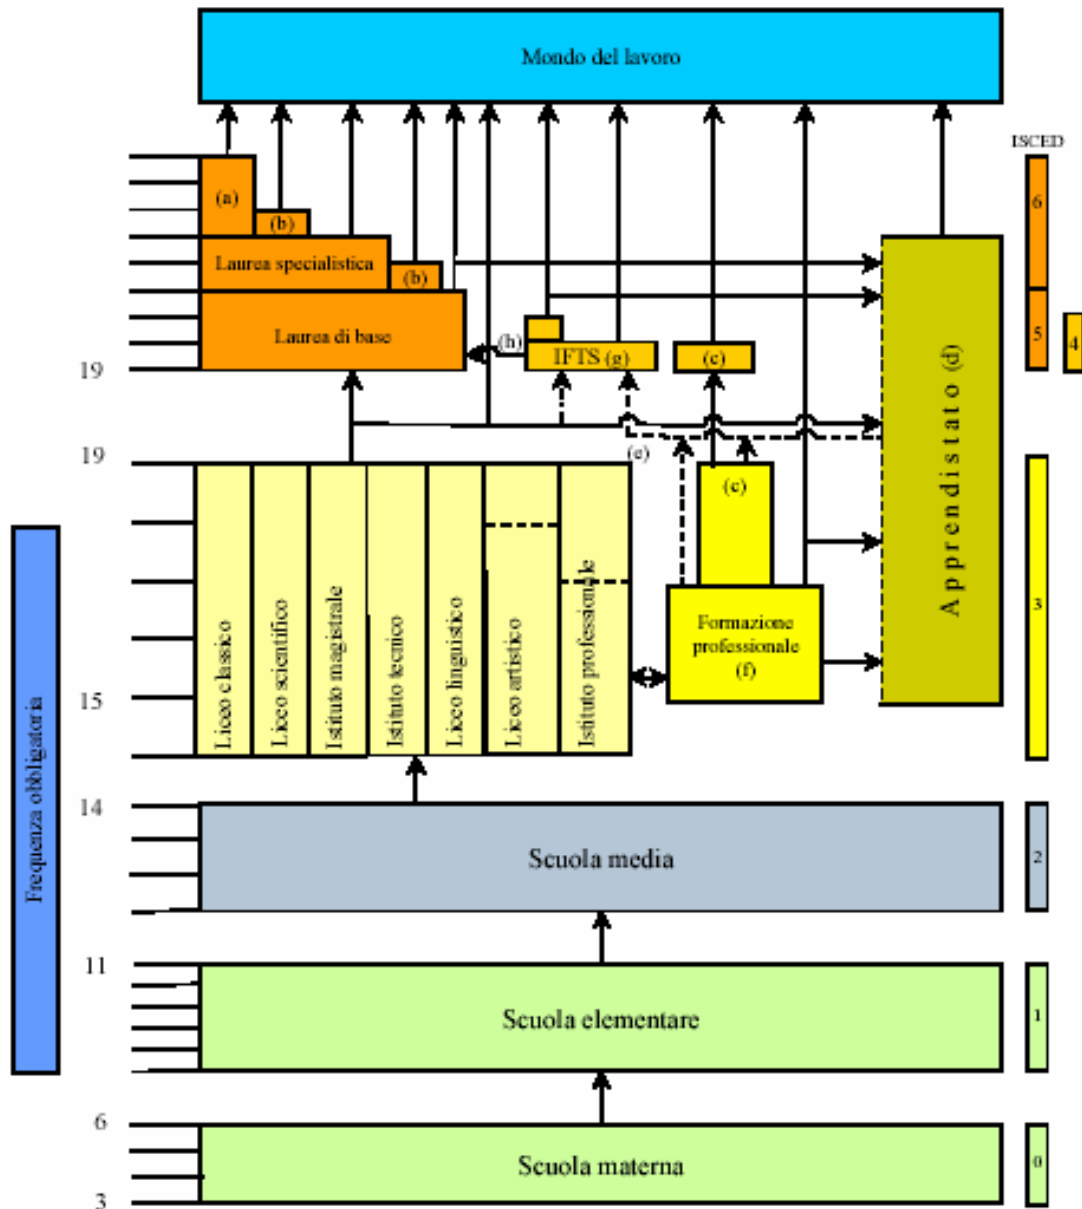 Mondo del lavoro
ISCED
(a)
(b)
6
Laurea specialistica
(b)
Laurea di base
(h)
IFTS (g)
(c)
5
4
19
Apprendistato (d)
19
(e)
(c)
Liceo classico
Liceo scientifico
Istituto magistrale
Istituto tecnico
Liceo linguistico
Liceo artistico
Istituto professionale
Formazione
professionale
(f)
3
15
Frequenza obbligatoria
14
Scuola media
2
11
Scuola elementare
1
6
Scuola materna
0
3